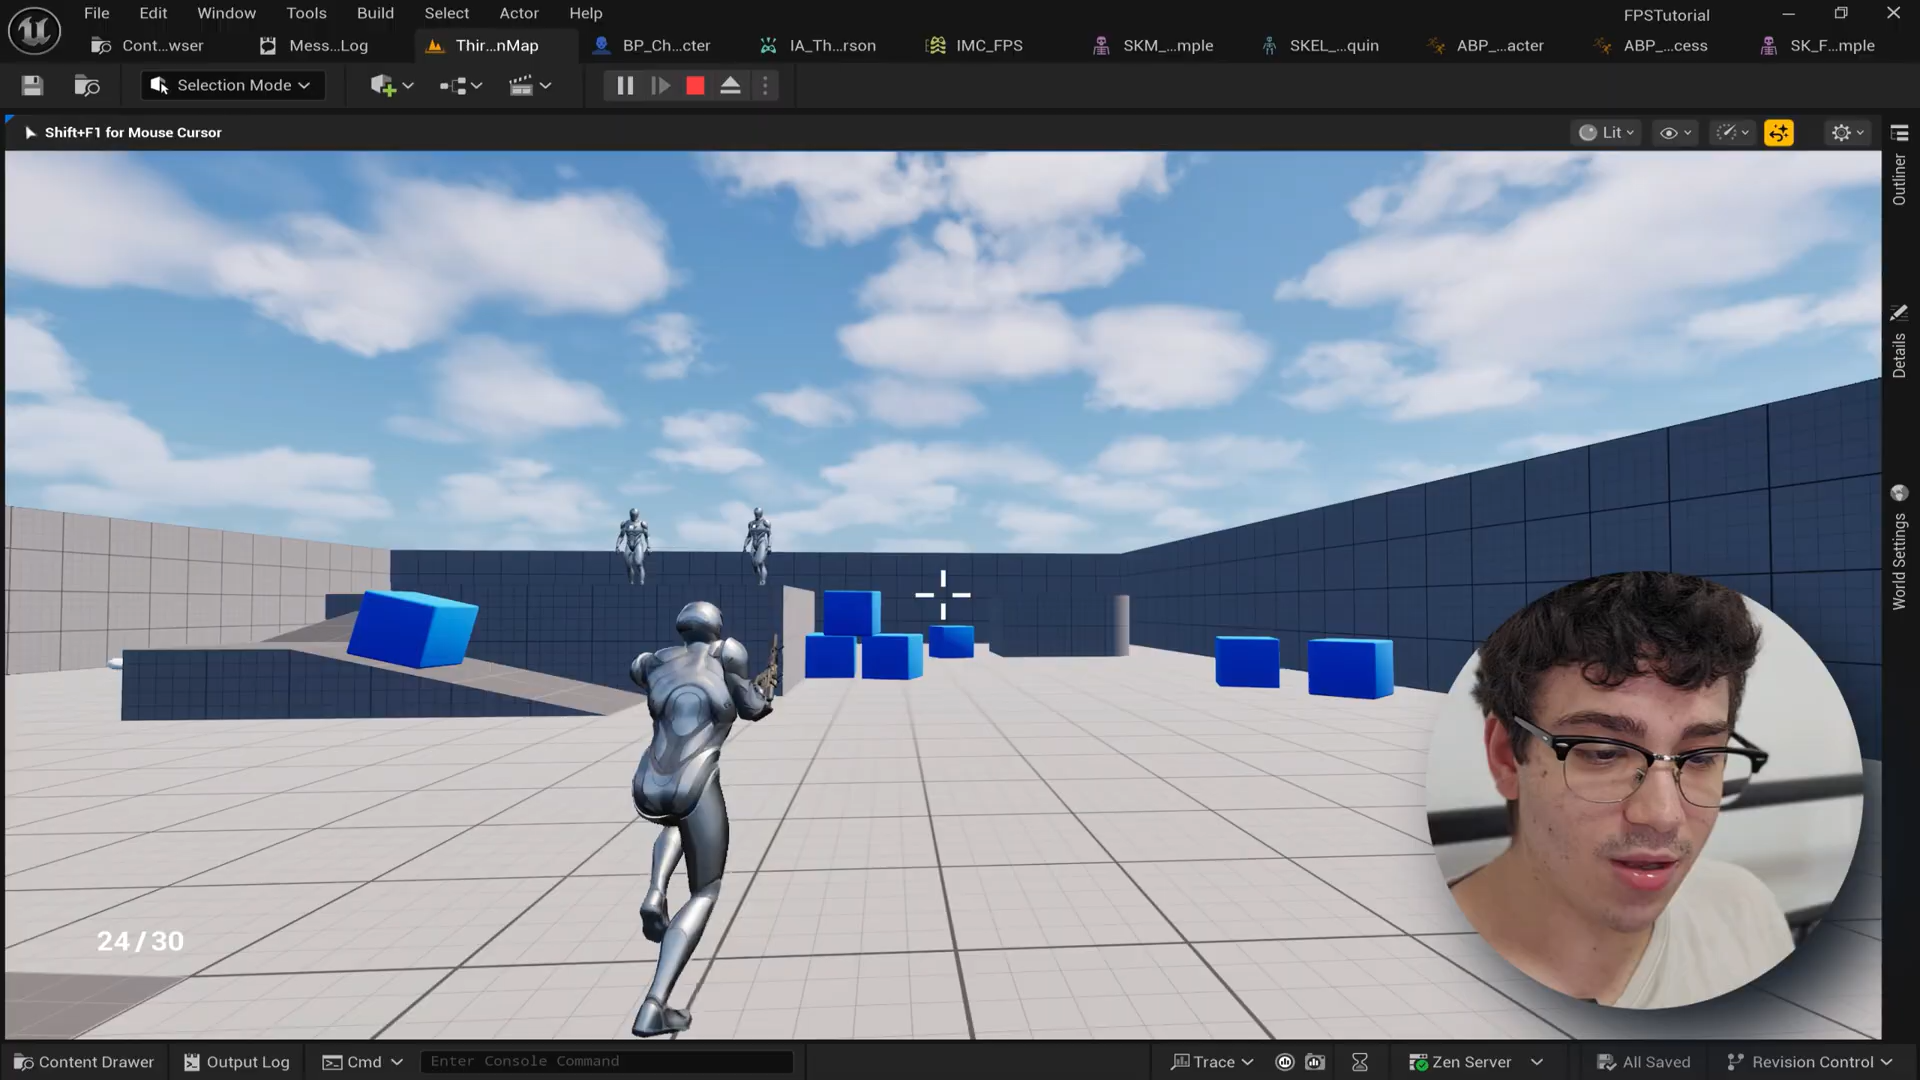 File Edit Window Tools Build Select Actor Help
FPSTutorial
Cont...wser
Mess...Log
Thir...nMap
BP_Ch...cter
IA_Th...rson
IMC_FPS
SKM_...mple
SKEL_...quin
ABP_...acter
ABP_...cess
SK_F...mple
Selection Mode
Shift+F1 for Mouse Cursor
Lit
Outliner
Details
World Settings
24/30
Content Drawer
Output Log
Cmd
Enter Console Command
Trace
Zen Server
All Saved
Revision Control